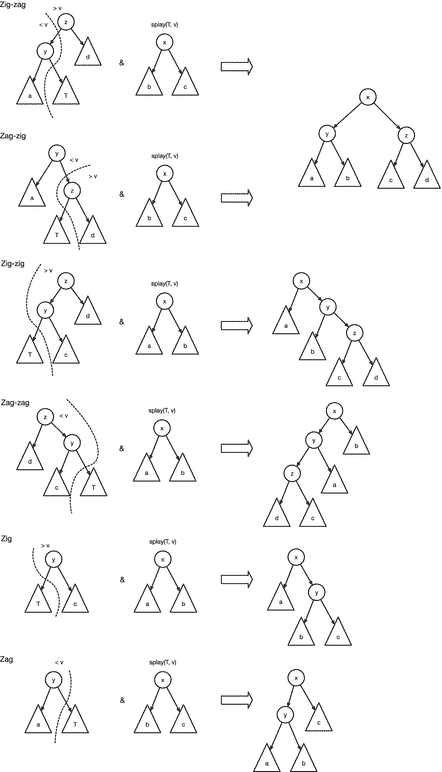 Zig-zag
> v
< v
z
y
d
a
T
&
splay(T, v)
x
b
c
x
y
z
a
b
c
d
Zag-zig
y
< v
> v
a
z
T
d
&
splay(T, v)
x
b
c
Zig-zig
> v
z
y
d
T
c
&
splay(T, v)
x
a
b
x
a
y
b
z
c
d
Zag-zag
z
< v
y
d
c
T
&
splay(T, v)
x
a
b
x
y
b
z
a
d
c
Zig
> v
y
T
c
&
splay(T, v)
x
a
b
x
a
y
b
c
Zag
< v
y
a
T
&
splay(T, v)
x
b
c
x
y
c
a
b